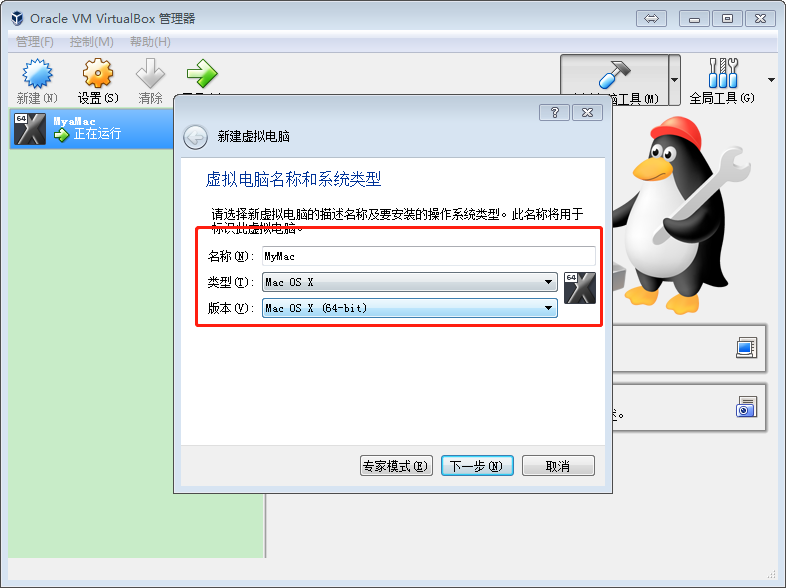 Oracle VM VirtualBox 管理器
管理(F) 控制(M) 帮助(H)
新建(N) 设置(S) 清除
工具(M) 全局工具(G)
64 MyaMac
正在运行
?
新建虚拟电脑
虚拟电脑名称和系统类型
请选择新虚拟电脑的描述名称及要安装的操作系统类型。此名称将用于
标识此虚拟电脑。
名称(N): MyMac
类型(T): Mac OS X
64
版本(V): Mac OS X (64-bit)
专家模式(E) 下一步(N) 取消